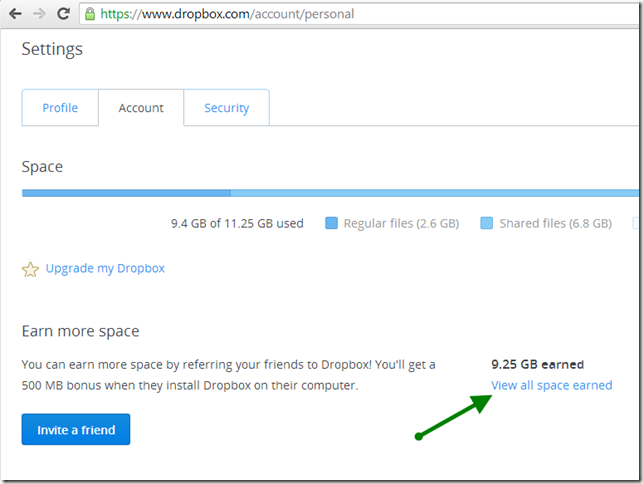 https://www.dropbox.com/account/personal
Settings
Profile Account Security
Space
9.4 GB of 11.25 GB used Regular files (2.6 GB) Shared files (6.8 GB)
Upgrade my Dropbox
Earn more space
You can earn more space by referring your friends to Dropbox! You'll get a 9.25 GB earned
500 MB bonus when they install Dropbox on their computer. View all space earned
Invite a friend